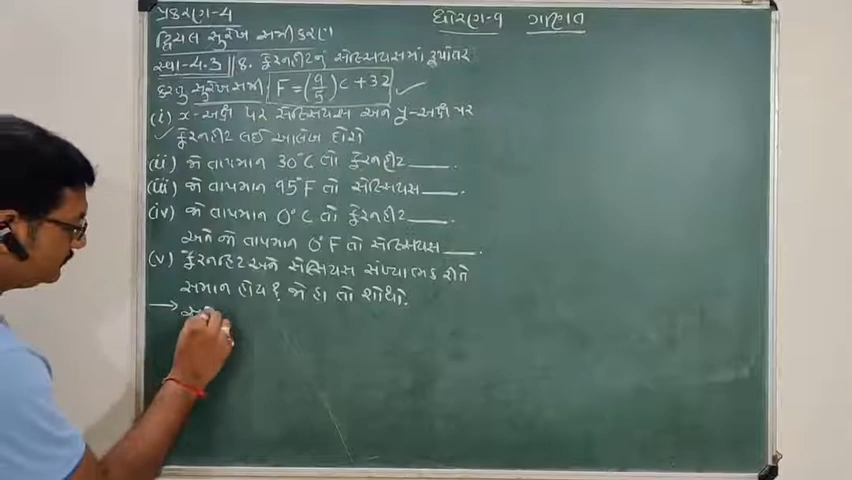 પ્રકરણ-4
ધોરણ-9 ગણિત
દ્વિચલ સુરેખ સમીકરણ
સ્વા-4.3 || 8. ફેરનહીટનું સેલ્સિયસમાં રૂપાંતર
કરતું સુરેખ સમી. F = (9/5)C + 32
(i) x-અક્ષ પર સેલ્સિયસ અને y-અક્ષ પર
ફેરનહીટ લઈ આલેખ દોરો
(ii) જો તાપમાન 30°C તો ફેરનહીટ ____.
(iii) જો તાપમાન 95°F તો સેલ્સિયસ ____.
(iv) જો તાપમાન 0°C તો ફેરનહીટ ____.
અને જો તાપમાન 0°F તો સેલ્સિયસ ____.
(v) ફેરનહિટ અને સેલ્સિયસ સંખ્યાત્મક રીતે
સમાન હોય ? જો હા તો શોધો.